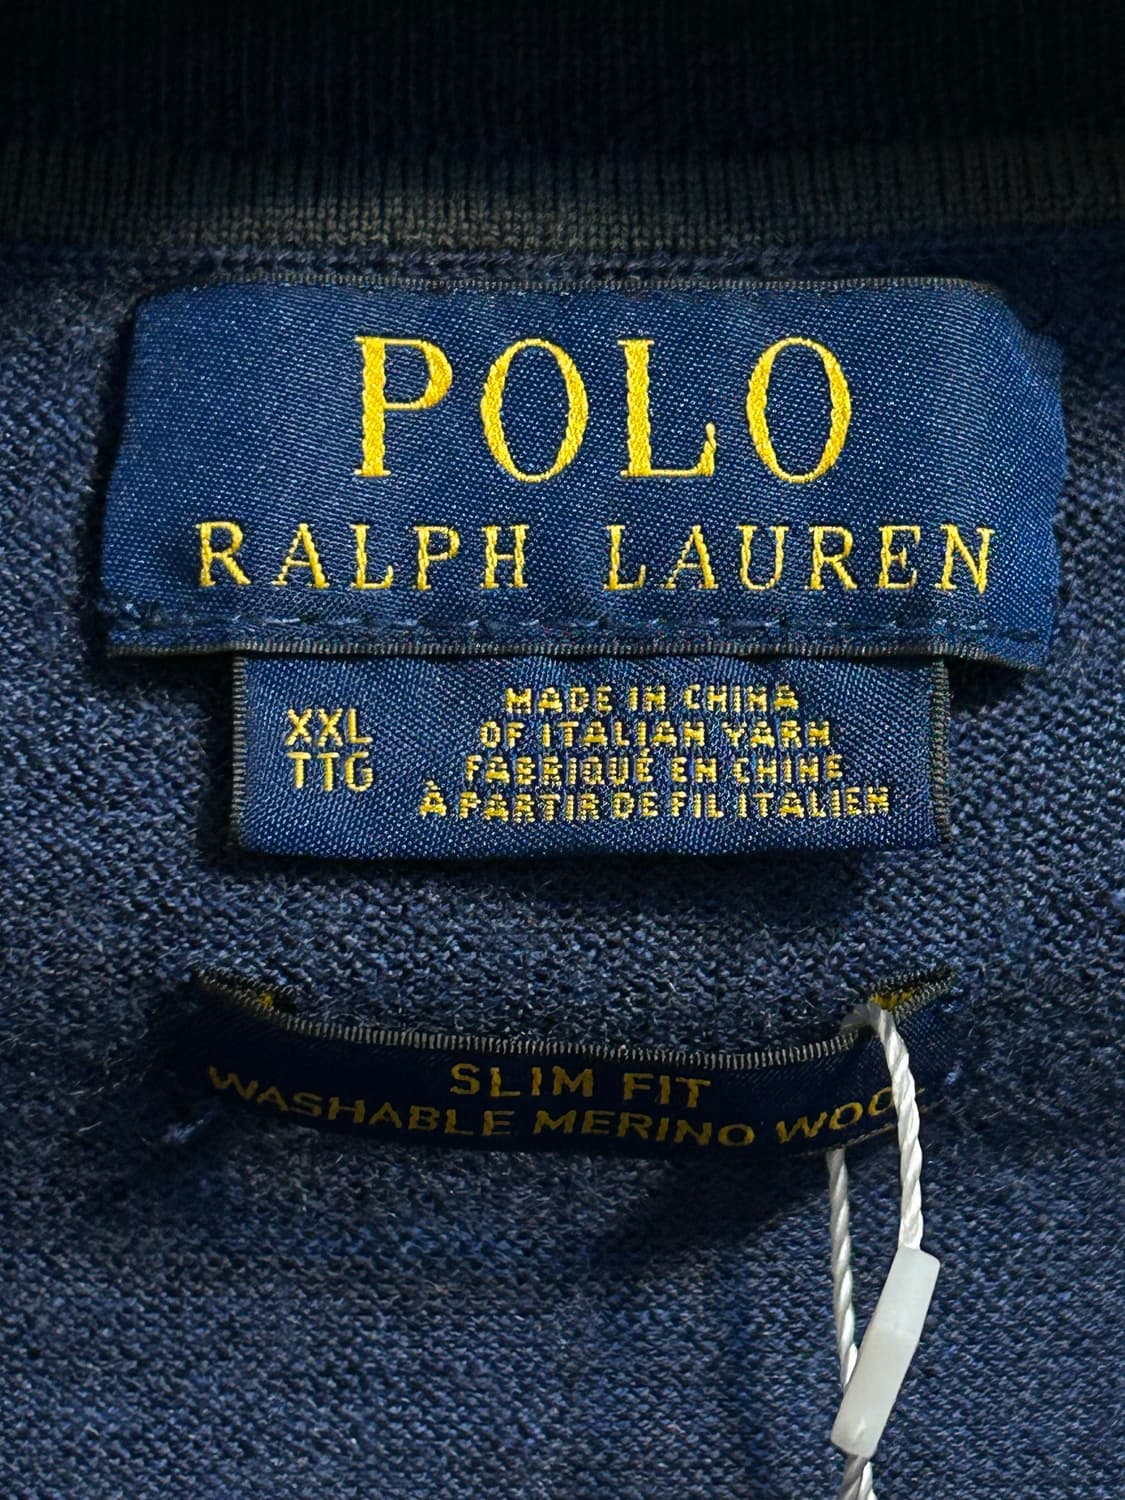 POLO
RALPH LAUREN
XXL
TTG
MADE IN CHINA
OF ITALIAN YARN
FABRIQUÉ EN CHINE
À PARTIR DE FIL ITALIEN
SLIM FIT
WASHABLE MERINO WOOL